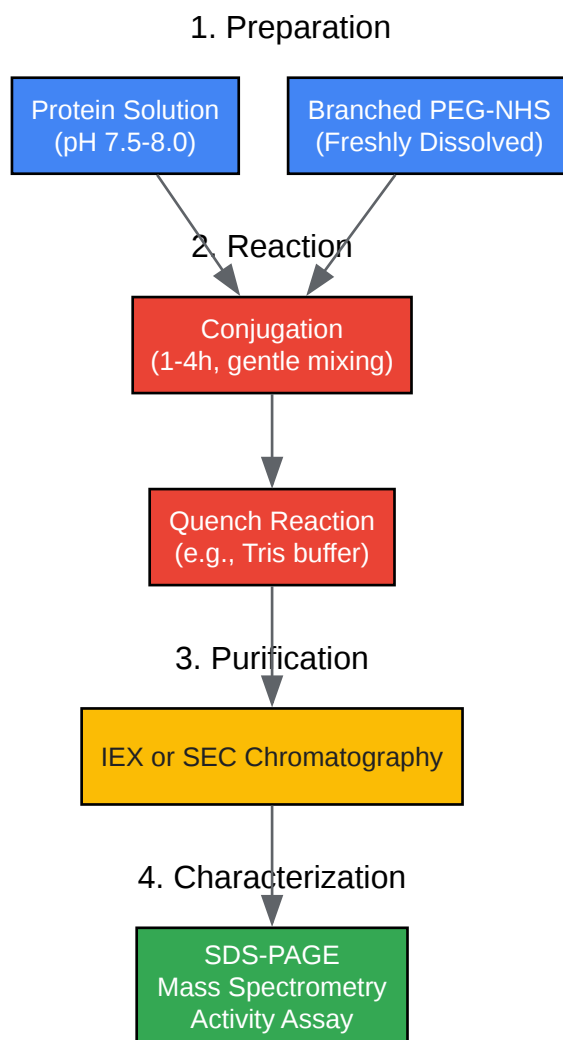 1. Preparation
Protein Solution
(pH 7.5-8.0)
Branched PEG-NHS
(Freshly Dissolved)
2. Reaction
Conjugation
(1-4h, gentle mixing)
Quench Reaction
(e.g., Tris buffer)
3. Purification
IEX or SEC Chromatography
4. Characterization
SDS-PAGE
Mass Spectrometry
Activity Assay